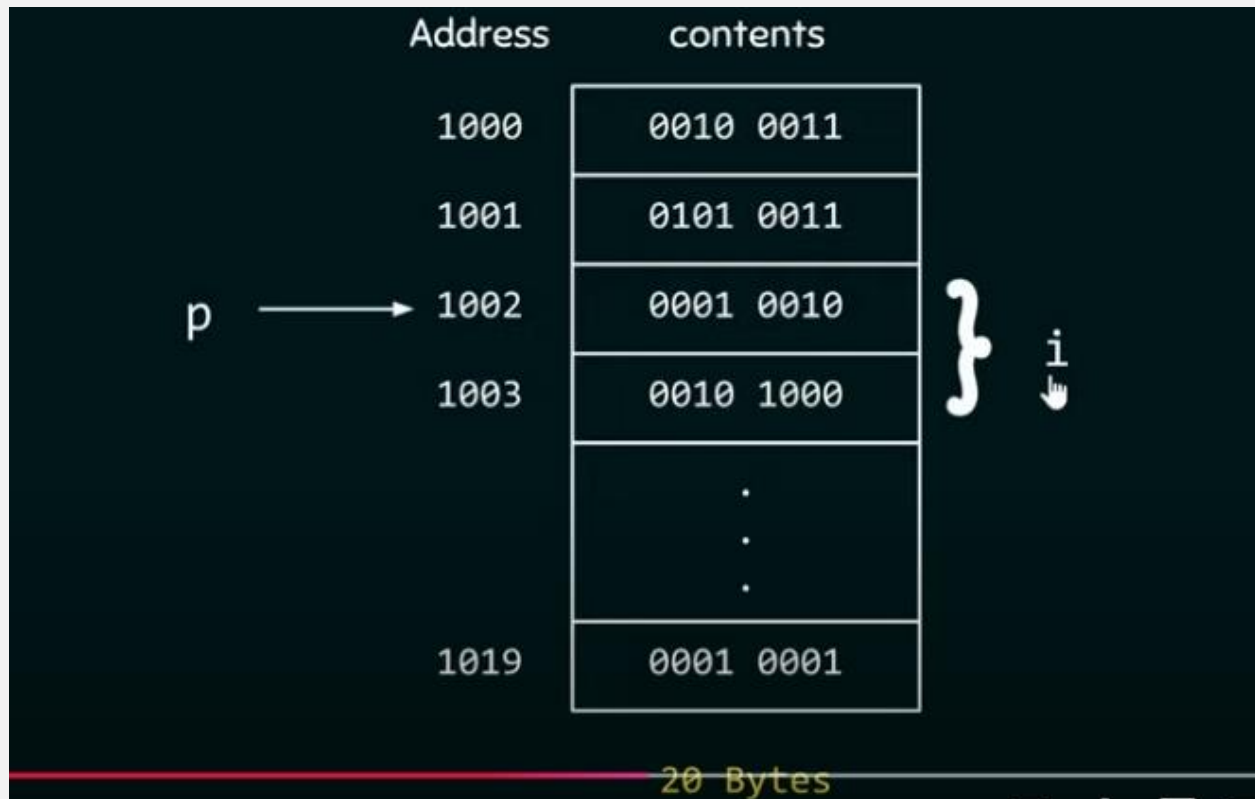 Address contents
1000 0010 0011
1001 0101 0011
p 1002 0001 0010
i
1003 0010 1000
.
.
.
1019 0001 0001
20 Bytes